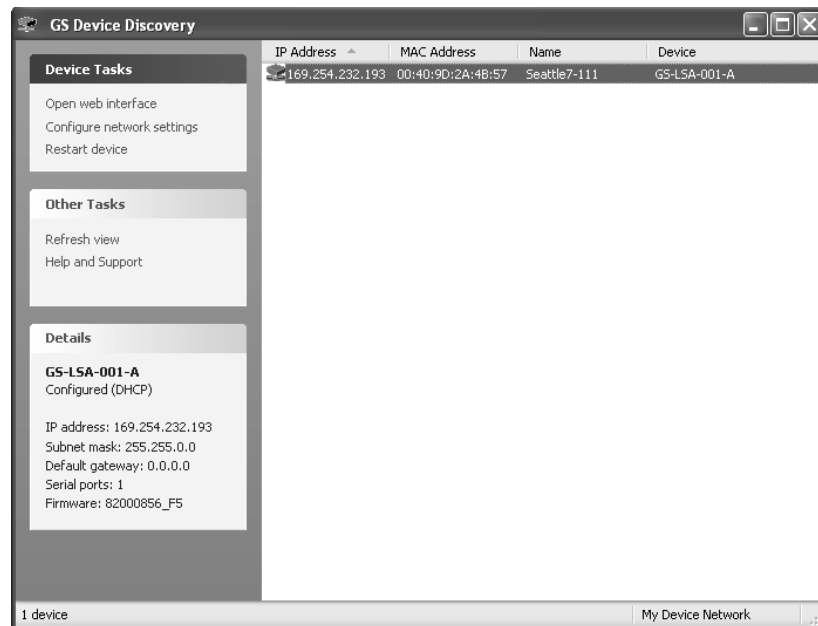 GS Device Discovery
Device Tasks
Open web interface
Configure network settings
Restart device
Other Tasks
Refresh view
Help and Support
Details
GS-LSA-001-A
Configured (DHCP)
IP address: 169.254.232.193
Subnet mask: 255.255.0.0
Default gateway: 0.0.0.0
Serial ports: 1
Firmware: 82000856_F5
IP Address MAC Address Name Device
169.254.232.193 00:40:9D:2A:4B:57 Seattle7-111 GS-LSA-001-A
1 device My Device Network